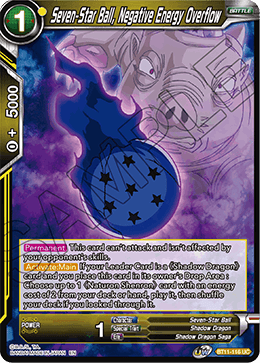 1
Seven-Star Ball, Negative Energy Overflow
BATTLE
+ 5000
Permanent This card can't attack and isn't affected by
your opponent's skills.
Activate Main If your Leader Card is a 《Shadow Dragon》
card and you place this card in its owner's Drop Area :
Choose up to 1 《Naturon Shenron》 card with an energy
cost of 2 from your deck or hand, play it, then shuffle
your deck if you looked through it.
BT11-116 UC
POWER
1
Character
Seven-Star Ball
Special Trait
Shadow Dragon
Era
Shadow Dragon Saga